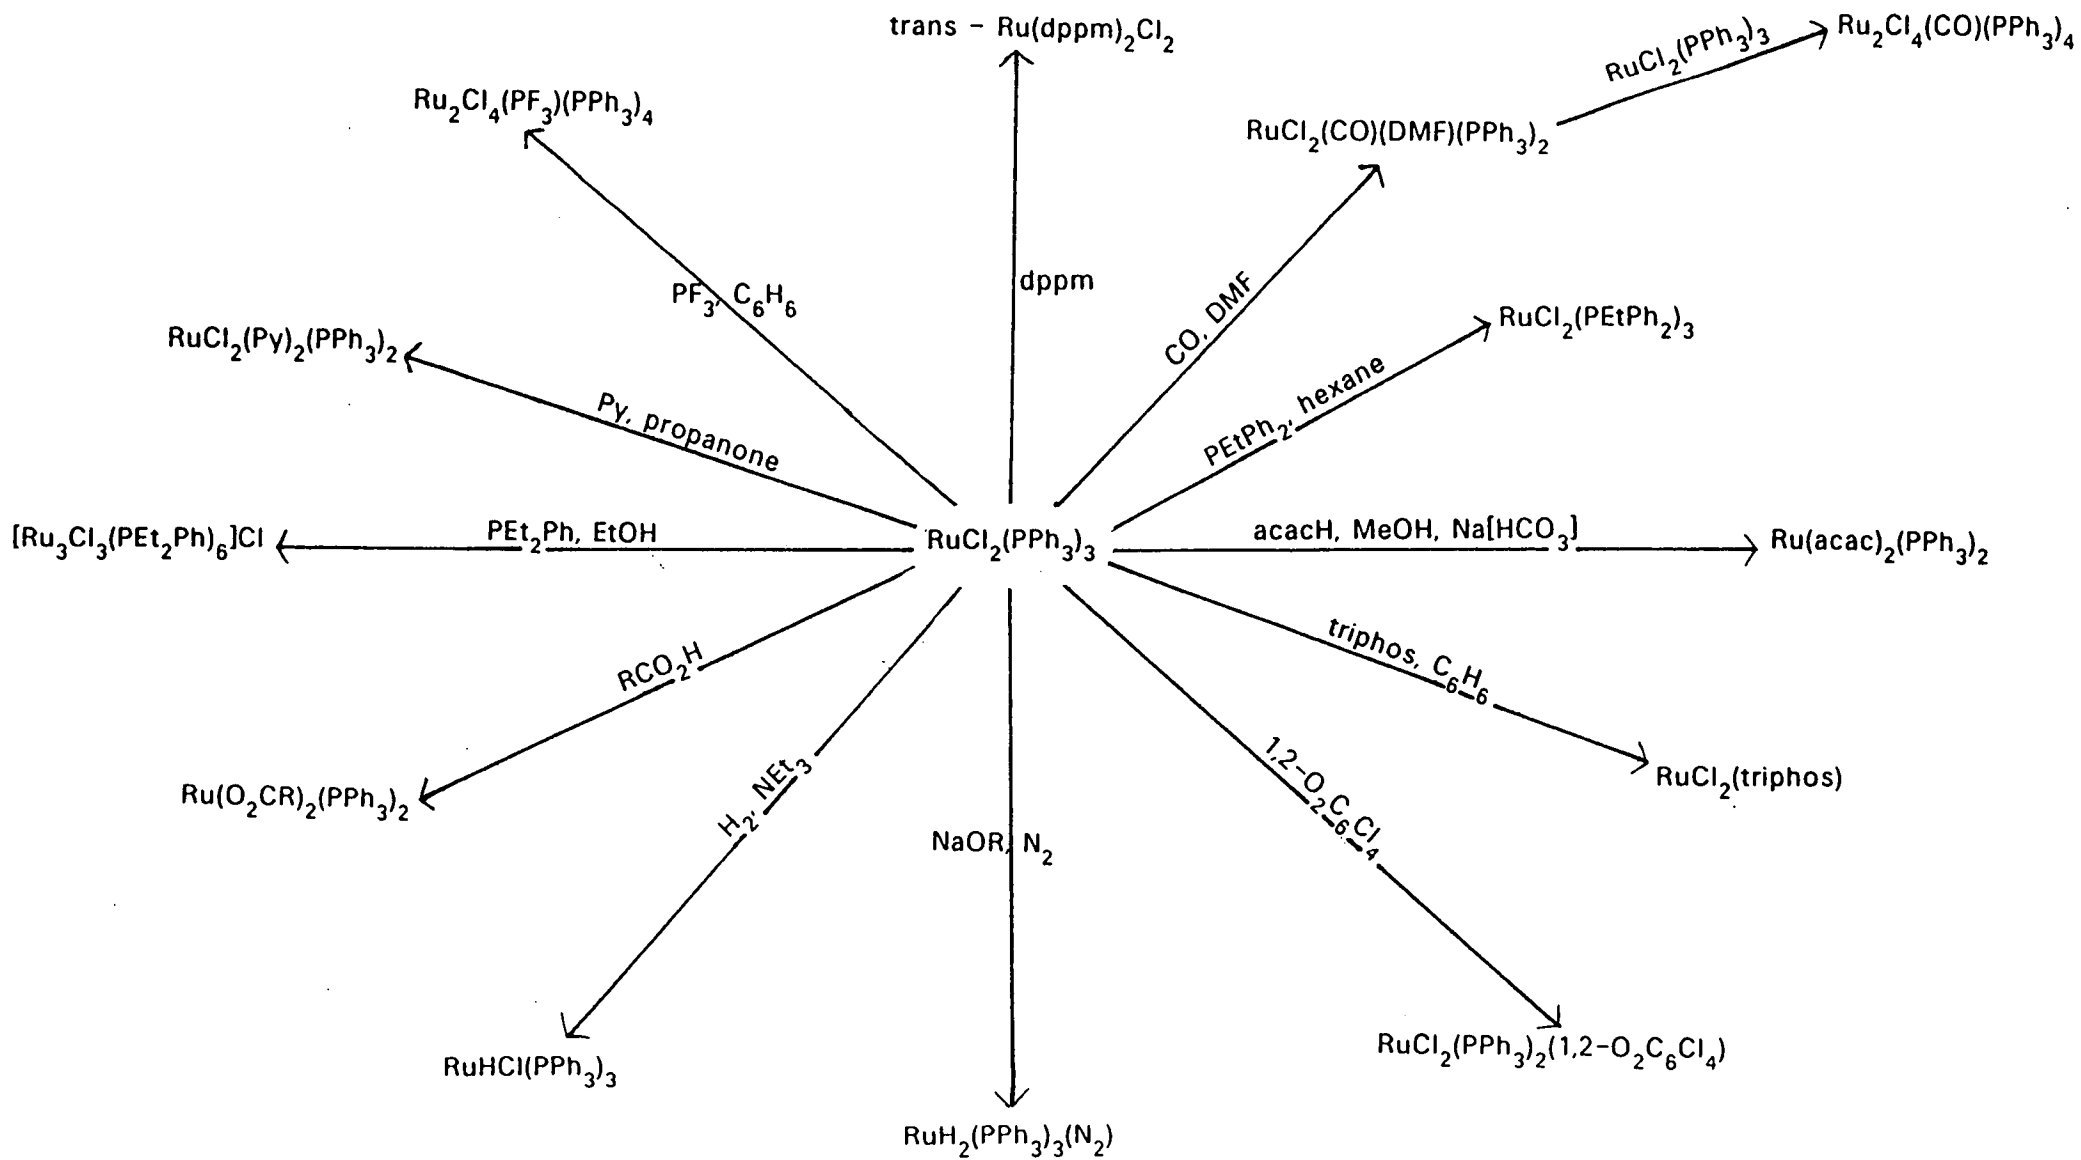 trans – Ru(dppm)₂Cl₂
RuCl₂(PPh₃)₃
Ru₂Cl₄(CO)(PPh₃)₄
Ru₂Cl₄(PF₃)(PPh₃)₄
RuCl₂(CO)(DMF)(PPh₃)₂
dppm
PF₃, C₆H₆
CO, DMF
RuCl₂(PEtPh₂)₃
RuCl₂(Py)₂(PPh₃)₂
PEtPh₂, hexane
Py, propanone
[Ru₃Cl₃(PEt₂Ph)₆]Cl
PEt₂Ph, EtOH
RuCl₂(PPh₃)₃
acacH, MeOH, Na[HCO₃]
Ru(acac)₂(PPh₃)₂
RCO₂H
triphos, C₆H₆
RuCl₂(triphos)
Ru(O₂CR)₂(PPh₃)₂
H₂, NEt₃
1,2–O₂C₆Cl₄
NaOR, N₂
RuHCl(PPh₃)₃
RuCl₂(PPh₃)₂(1,2–O₂C₆Cl₄)
RuH₂(PPh₃)₃(N₂)